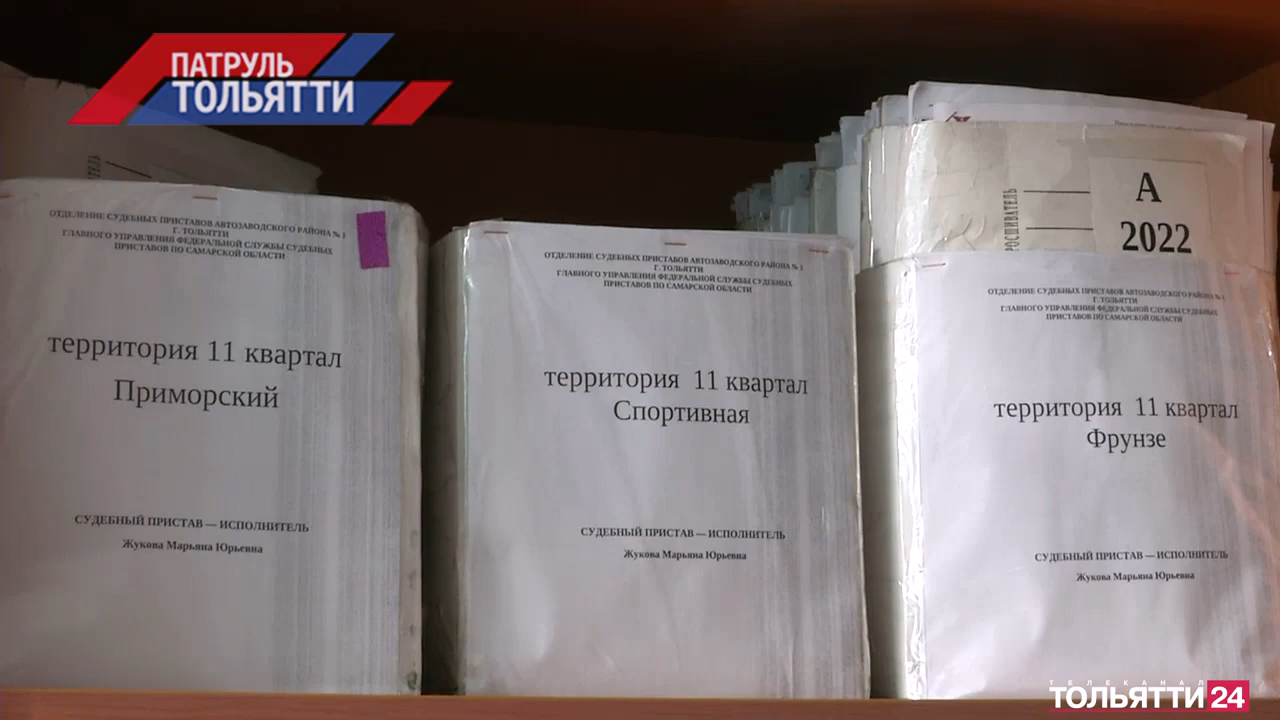 ПАТРУЛЬ
ТОЛЬЯТТИ
ОТДЕЛЕНИЕ СУДЕБНЫХ ПРИСТАВОВ АВТОЗАВОДСКОГО РАЙОНА № 1
Г. ТОЛЬЯТТИ
ГЛАВНОГО УПРАВЛЕНИЯ ФЕДЕРАЛЬНОЙ СЛУЖБЫ СУДЕБНЫХ
ПРИСТАВОВ ПО САМАРСКОЙ ОБЛАСТИ
территория 11 квартал
Приморский
СУДЕБНЫЙ ПРИСТАВ — ИСПОЛНИТЕЛЬ
Жукова Марьяна Юрьевна
ОТДЕЛЕНИЕ СУДЕБНЫХ ПРИСТАВОВ АВТОЗАВОДСКОГО РАЙОНА № 1
Г. ТОЛЬЯТТИ
ГЛАВНОГО УПРАВЛЕНИЯ ФЕДЕРАЛЬНОЙ СЛУЖБЫ СУДЕБНЫХ
ПРИСТАВОВ ПО САМАРСКОЙ ОБЛАСТИ
территория 11 квартал
Спортивная
СУДЕБНЫЙ ПРИСТАВ — ИСПОЛНИТЕЛЬ
Жукова Марьяна Юрьевна
А
2022
ОТДЕЛЕНИЕ СУДЕБНЫХ ПРИСТАВОВ АВТОЗАВОДСКОГО РАЙОНА № 1
Г. ТОЛЬЯТТИ
ГЛАВНОГО УПРАВЛЕНИЯ ФЕДЕРАЛЬНОЙ СЛУЖБЫ СУДЕБНЫХ
ПРИСТАВОВ ПО САМАРСКОЙ ОБЛАСТИ
территория 11 квартал
Фрунзе
СУДЕБНЫЙ ПРИСТАВ — ИСПОЛНИТЕЛЬ
Жукова Марьяна Юрьевна
ТЕЛЕКАНАЛ
ТОЛЬЯТТИ 24